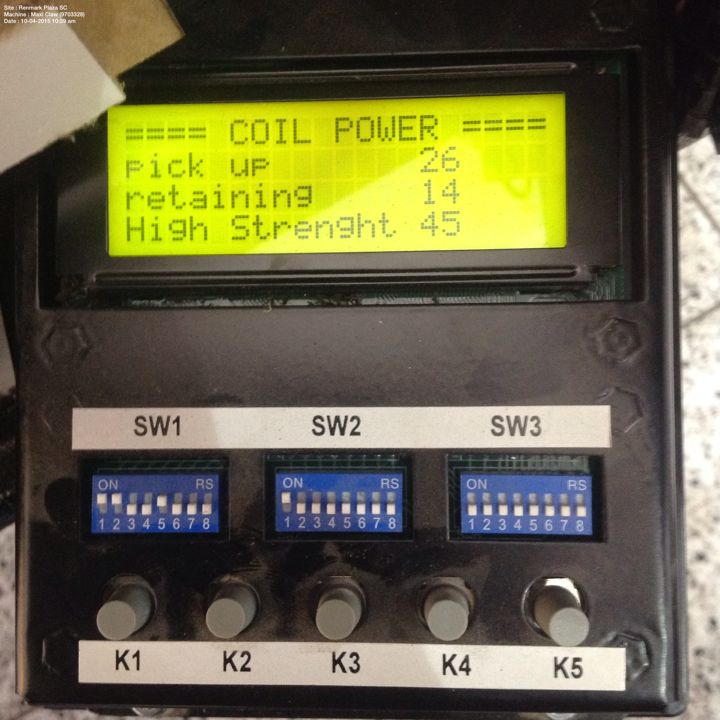 Site : Renmark Plaza SC
Machine : Maxi Claw (9703328)
Date : 10-04-2015 10:39 am
==== COIL POWER ====
pick up 26
retaining 14
High Strenght 45
SW1 SW2 SW3
ON RS ON RS ON RS
1 2 3 4 5 6 7 8 1 2 3 4 5 6 7 8 1 2 3 4 5 6 7 8
K1 K2 K3 K4 K5